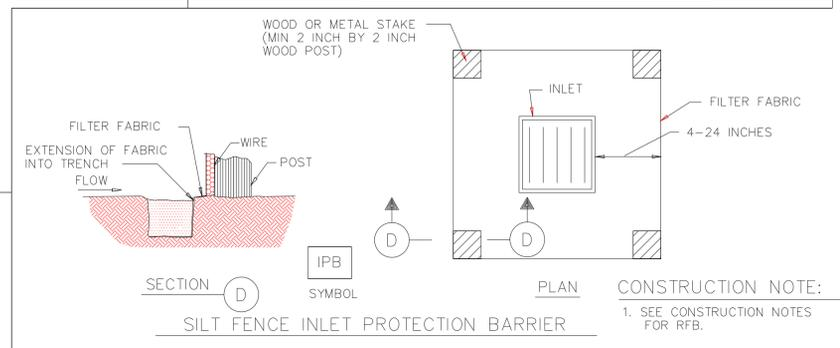 WOOD OR METAL STAKE
(MIN 2 INCH BY 2 INCH
WOOD POST)
INLET
FILTER FABRIC
4-24 INCHES
FILTER FABRIC
WIRE
EXTENSION OF FABRIC
INTO TRENCH
POST
FLOW
D
D
IPB
SYMBOL
SECTION
D
PLAN
CONSTRUCTION NOTE:
1. SEE CONSTRUCTION NOTES
FOR RFB.
SILT FENCE INLET PROTECTION BARRIER